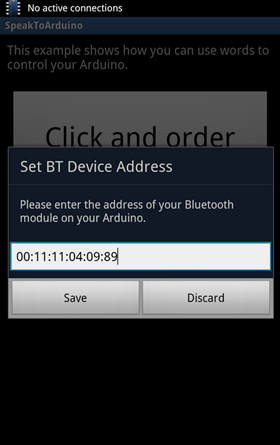 No active connections
SpeakToArduino
This example shows how you can use words to
control your Arduino.
Click and order
Set BT Device Address
Please enter the address of your Bluetooth
module on your Arduino.
00:11:11:04:09:89
Save Discard